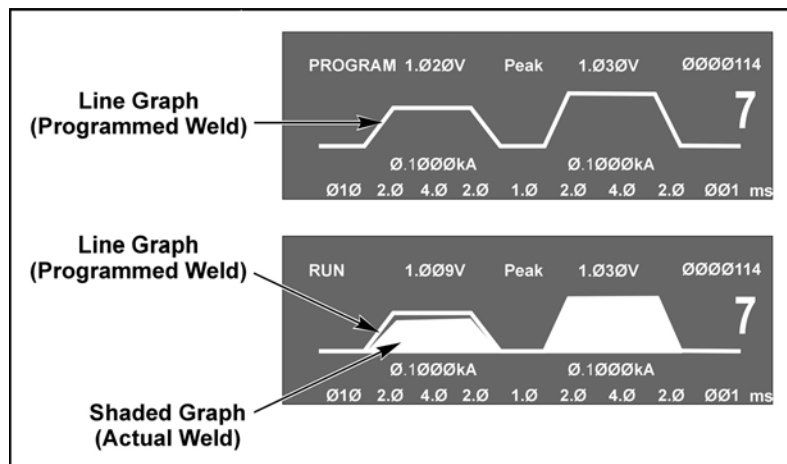 PROGRAM 1.Ø2ØV Peak 1.Ø3ØV ØØØØ114
Line Graph
(Programmed Weld)
7
Ø.1ØØØkA Ø.1ØØØkA
Ø1Ø 2.Ø 4.Ø 2.Ø 1.Ø 2.Ø 4.Ø 2.Ø ØØ1 ms
Line Graph
(Programmed Weld)
RUN 1.ØØ9V Peak 1.Ø3ØV ØØØØ114
7
Ø.1ØØØkA Ø.1ØØØkA
Ø1Ø 2.Ø 4.Ø 2.Ø 1.Ø 2.Ø 4.Ø 2.Ø ØØ1 ms
Shaded Graph
(Actual Weld)